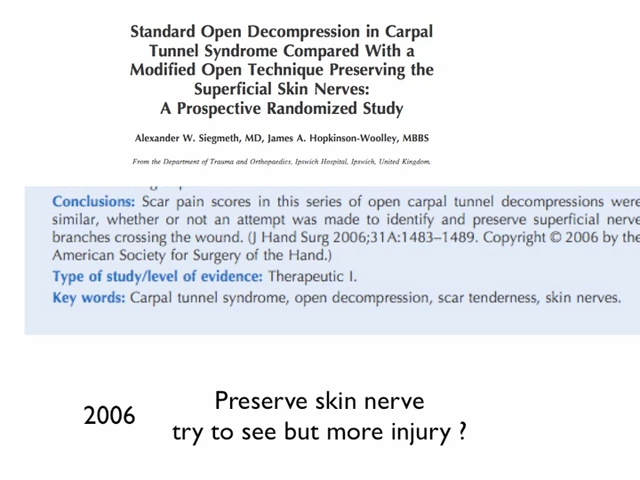 Standard Open Decompression in Carpal
Tunnel Syndrome Compared With a
Modified Open Technique Preserving the
Superficial Skin Nerves:
A Prospective Randomized Study
Alexander W. Siegmeth, MD, James A. Hopkinson-Woolley, MBBS
From the Department of Trauma and Orthopaedics, Ipswich Hospital, Ipswich, United Kingdom.
Conclusions: Scar pain scores in this series of open carpal tunnel decompressions were
similar, whether or not an attempt was made to identify and preserve superficial nerve
branches crossing the wound. (J Hand Surg 2006;31A:1483–1489. Copyright © 2006 by the
American Society for Surgery of the Hand.)
Type of study/level of evidence: Therapeutic I.
Key words: Carpal tunnel syndrome, open decompression, scar tenderness, skin nerves.
2006
Preserve skin nerve
try to see but more injury ?